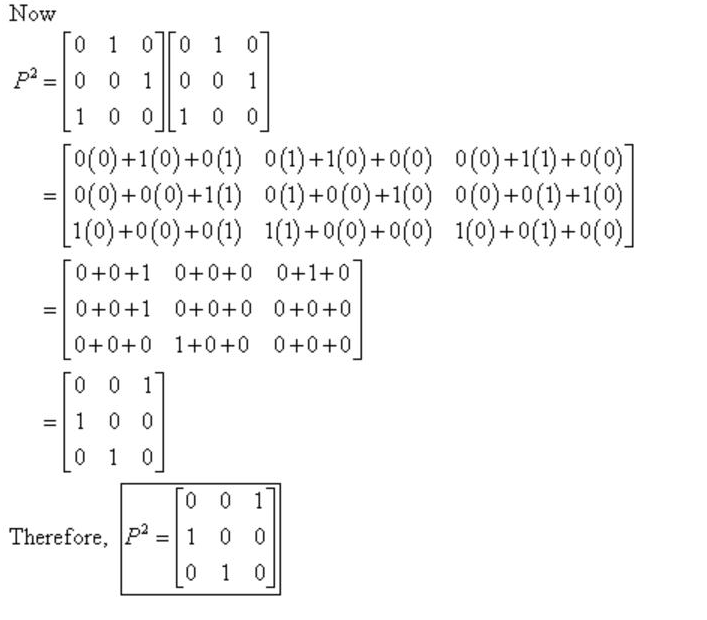 Now
P² = [0 1 0] [0 1 0]
[0 0 1] [0 0 1]
[1 0 0] [1 0 0]
= [0(0)+1(0)+0(1) 0(1)+1(0)+0(0) 0(0)+1(1)+0(0)]
[0(0)+0(0)+1(1) 0(1)+0(0)+1(0) 0(0)+0(1)+1(0)]
[1(0)+0(0)+0(1) 1(1)+0(0)+0(0) 1(0)+0(1)+0(0)]
= [0+0+1 0+0+0 0+1+0]
[0+0+1 0+0+0 0+0+0]
[0+0+0 1+0+0 0+0+0]
= [0 0 1]
[1 0 0]
[0 1 0]
Therefore, P² = [0 0 1]
[1 0 0]
[0 1 0]